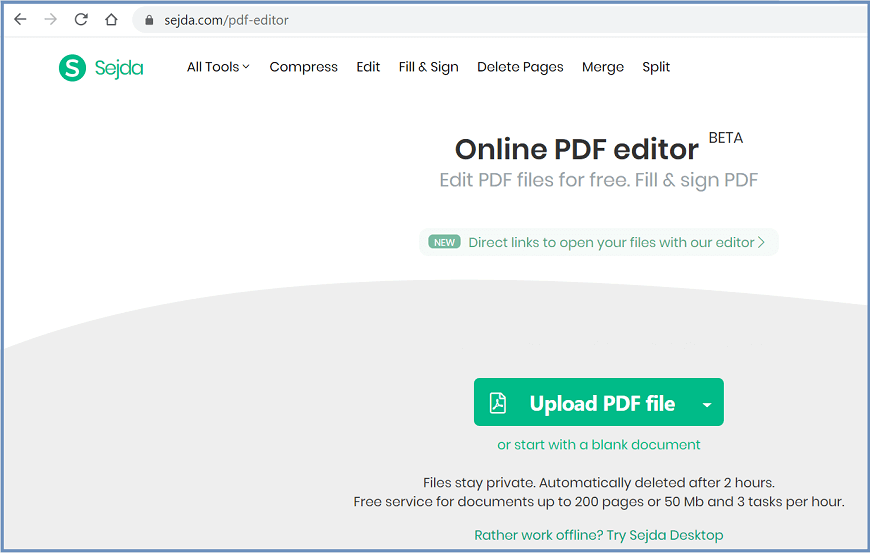 sejda.com/pdf-editor
S Sejda
All Tools Compress Edit Fill & Sign Delete Pages Merge Split
Online PDF editor BETA
Edit PDF files for free. Fill & sign PDF
NEW Direct links to open your files with our editor
Upload PDF file
or start with a blank document
Files stay private. Automatically deleted after 2 hours.
Free service for documents up to 200 pages or 50 Mb and 3 tasks per hour.
Rather work offline? Try Sejda Desktop